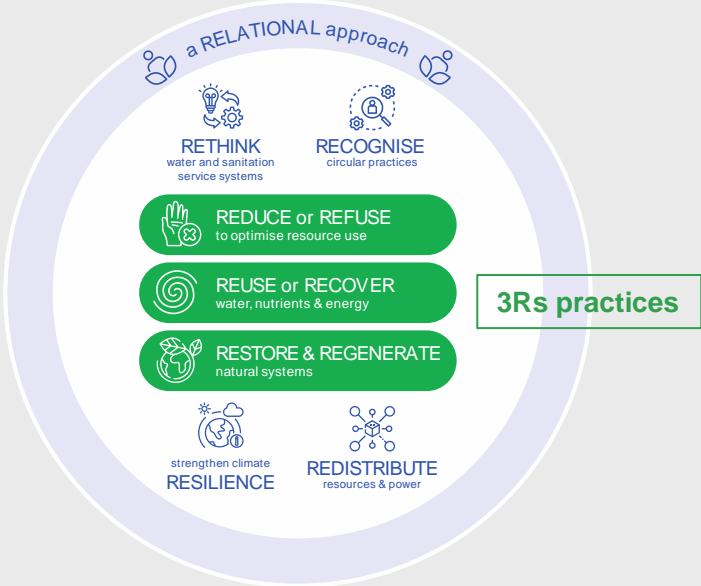 a RELATIONAL approach
RETHINK
water and sanitation
service systems
RECOGNISE
circular practices
REDUCE or REFUSE
to optimise resource use
REUSE or RECOVER
water, nutrients & energy
3Rs practices
RESTORE & REGENERATE
natural systems
strengthen climate
RESILIENCE
REDISTRIBUTE
resources & power